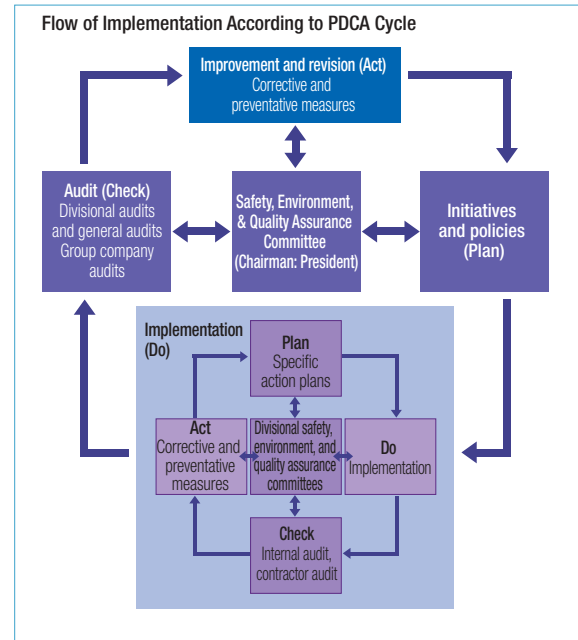 Flow of Implementation According to PDCA Cycle
Improvement and revision (Act)
Corrective and
preventative measures
Audit (Check)
Divisional audits
and general audits
Group company
audits
Safety, Environment,
& Quality Assurance
Committee
(Chairman: President)
Initiatives
and policies
(Plan)
Implementation
(Do)
Plan
Specific
action plans
Act
Corrective and
preventative
measures
Divisional safety,
environment, and
quality assurance
committees
Do
Implementation
Check
Internal audit,
contractor audit